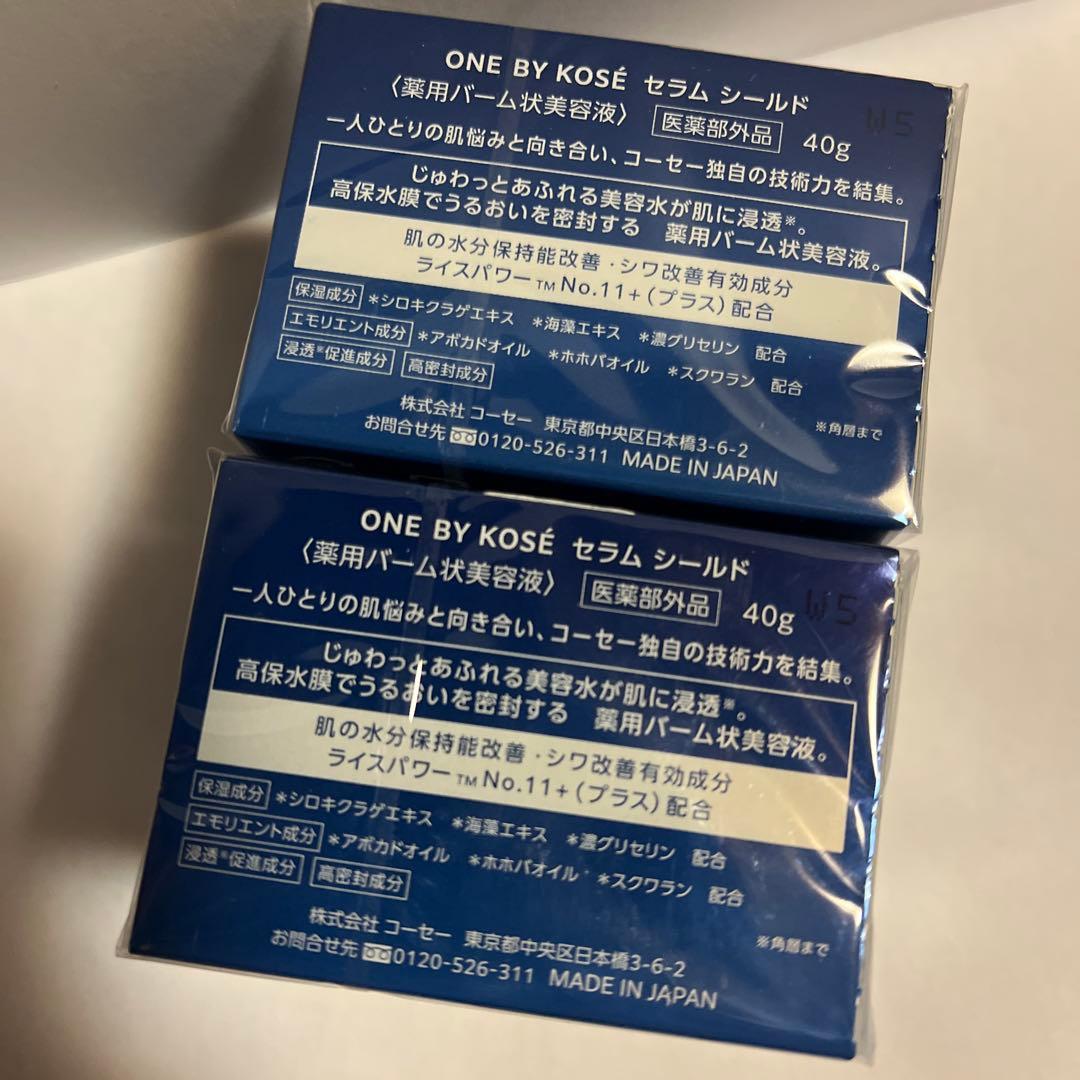 ONE BY KOSÉ セラム シールド
〈薬用バーム状美容液〉 医薬部外品 40g W5
一人ひとりの肌悩みと向き合い、コーセー独自の技術力を結集。
じゅわっとあふれる美容水が肌に浸透※。
高保水膜でうるおいを密封する 薬用バーム状美容液。
肌の水分保持能改善・シワ改善有効成分
ライスパワー™No.11+(プラス)配合
保湿成分 *シロキクラゲエキス *海藻エキス *濃グリセリン 配合
エモリエント成分 *アボカドオイル *ホホバオイル *スクワラン 配合
浸透※促進成分 高密封成分
※角層まで
株式会社 コーセー 東京都中央区日本橋3-6-2
お問合せ先 0120-526-311 MADE IN JAPAN
ONE BY KOSÉ セラム シールド
〈薬用バーム状美容液〉 医薬部外品 40g W5
一人ひとりの肌悩みと向き合い、コーセー独自の技術力を結集。
じゅわっとあふれる美容水が肌に浸透※。
高保水膜でうるおいを密封する 薬用バーム状美容液。
肌の水分保持能改善・シワ改善有効成分
ライスパワー™No.11+(プラス)配合
保湿成分 *シロキクラゲエキス *海藻エキス *濃グリセリン 配合
エモリエント成分 *アボカドオイル *ホホバオイル *スクワラン 配合
浸透※促進成分 高密封成分
※角層まで
株式会社 コーセー 東京都中央区日本橋3-6-2
お問合せ先 0120-526-311 MADE IN JAPAN